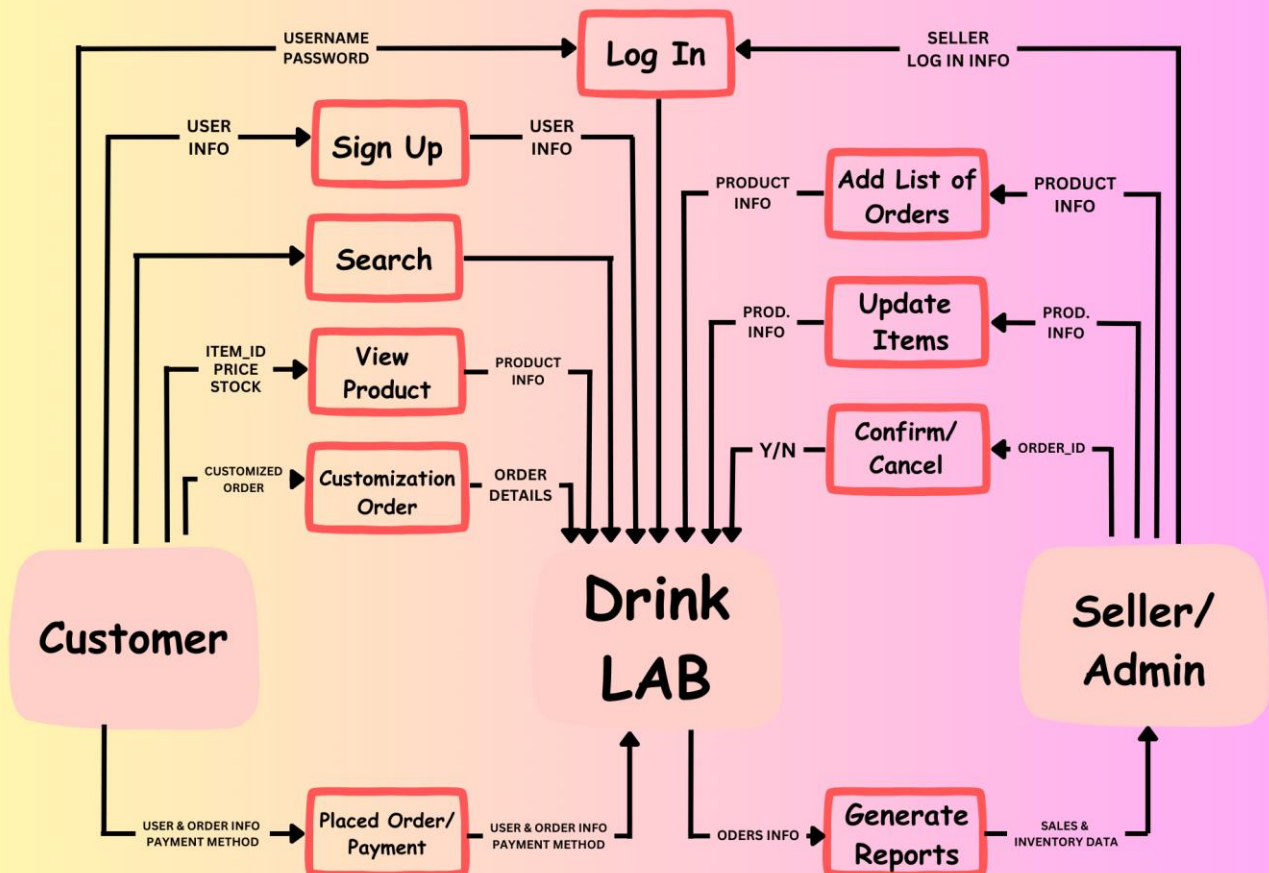 USERNAME
PASSWORD
Log In
SELLER
LOG IN INFO
USER
INFO
Sign Up
USER
INFO
PRODUCT
INFO
Add List of
Orders
PRODUCT
INFO
Search
PROD.
INFO
Update
Items
PROD.
INFO
ITEM_ID
PRICE
STOCK
View
Product
PRODUCT
INFO
Y/N
Confirm/
Cancel
ORDER_ID
CUSTOMIZED
ORDER
Customization
Order
ORDER
DETAILS
Customer
Drink
LAB
Seller/
Admin
USER & ORDER INFO
PAYMENT METHOD
Placed Order/
Payment
USER & ORDER INFO
PAYMENT METHOD
ODERS INFO
Generate
Reports
SALES &
INVENTORY DATA